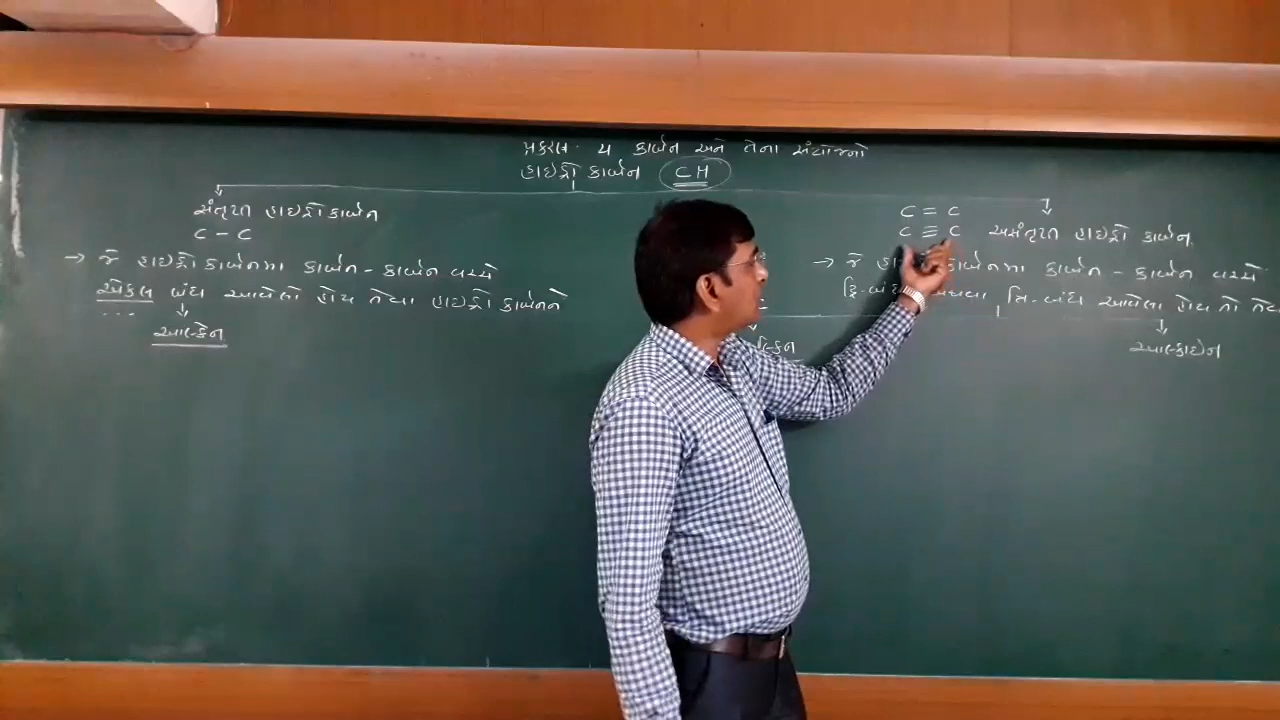 પ્રકરણ. ૪ કાર્બન અને તેના સંયોજનો
હાઇડ્રો કાર્બન CH
સંતૃપ્ત હાઇડ્રોકાર્બન
C - C
→ જે હાઇડ્રોકાર્બનમા કાર્બન - કાર્બન વચ્ચે
એકલ બંધ આવેલો હોય તેવા હાઇડ્રો કાર્બનને
...
આલ્કેન
C = C
C ≡ C અસંતૃપ્ત હાઇડ્રો કાર્બન.
→ જે કાર્બનમા કાર્બન - કાર્બન વચ્ચે
દ્વિ-બંધ ત્રિ-બંધ આવેલા હોય તો
આલ્કાઇન